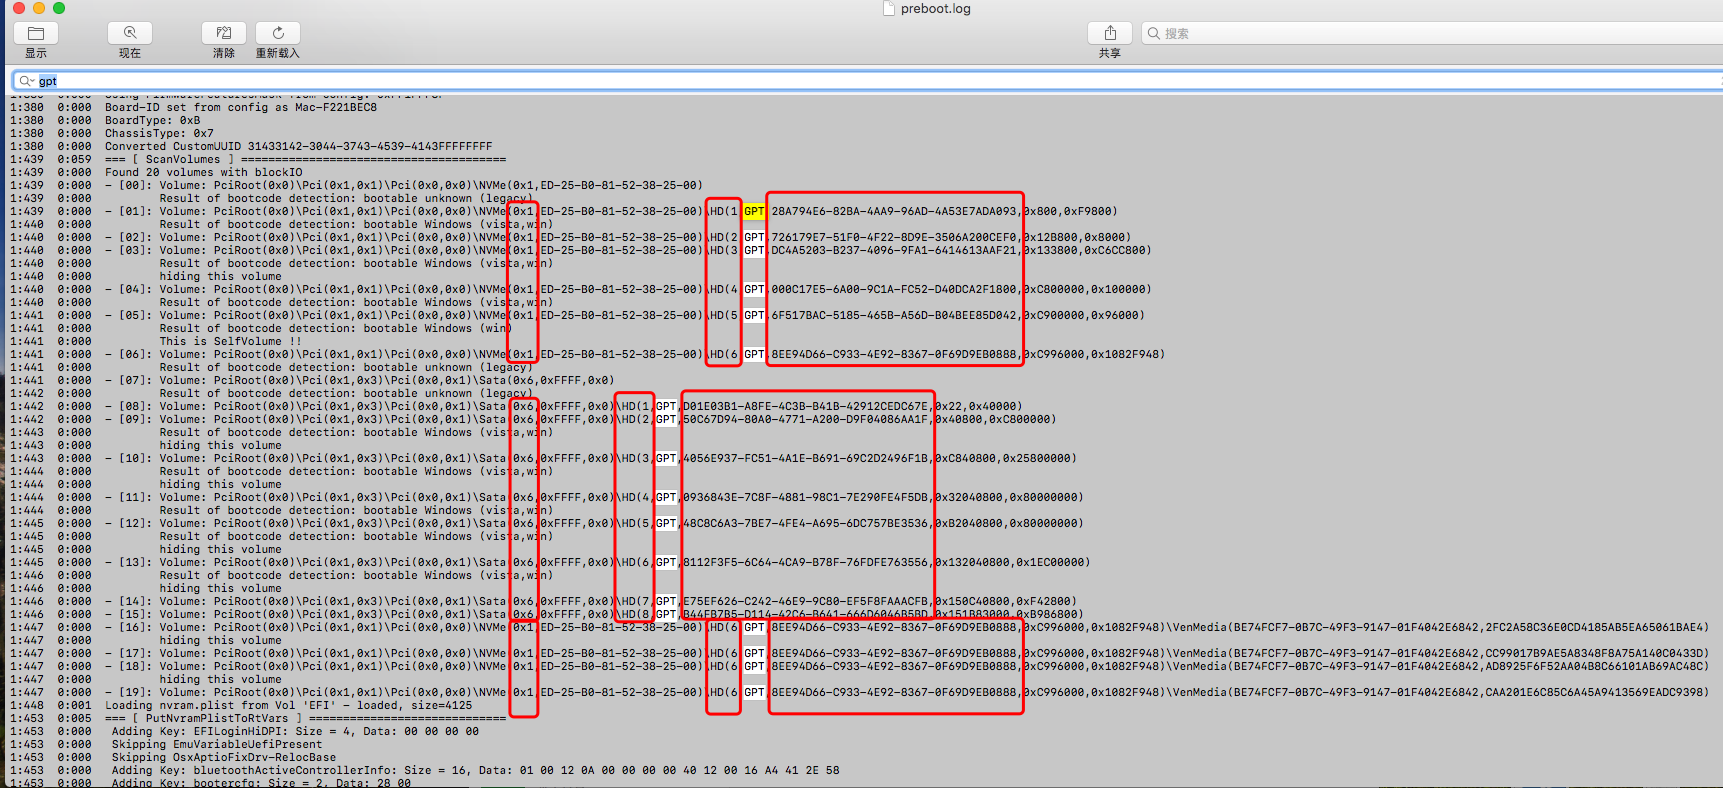 preboot.log
显示 现在 清除 重新载入 共享 搜索
gpt
1:380 0:000 Using FirmwareFeaturesMask from config:
1:380 0:000 Board-ID set from config as Mac-F221BEC8
1:380 0:000 BoardType: 0xB
1:380 0:000 ChassisType: 0x7
1:380 0:000 Converted CustomUUID 31433142-3044-3743-4539-4143FFFFFFFF
1:439 0:059 === [ ScanVolumes ] =======================================
1:439 0:000 Found 20 volumes with blockIO
1:439 0:000 - [00]: Volume: PciRoot(0x0)\Pci(0x1,0x1)\Pci(0x0,0x0)\NVMe(0x1,ED-25-B0-81-52-38-25-00)
1:439 0:000 Result of bootcode detection: bootable unknown (legacy)
1:439 0:000 - [01]: Volume: PciRoot(0x0)\Pci(0x1,0x1)\Pci(0x0,0x0)\NVMe(0x1,ED-25-B0-81-52-38-25-00)\HD(1,GPT,28A794E6-82BA-4AA9-96AD-4A53E7ADA093,0x800,0xF9800)
1:440 0:000 Result of bootcode detection: bootable Windows (vista,win)
1:440 0:000 - [02]: Volume: PciRoot(0x0)\Pci(0x1,0x1)\Pci(0x0,0x0)\NVMe(0x1,ED-25-B0-81-52-38-25-00)\HD(2,GPT,726179E7-51F0-4F22-8D9E-3506A200CEF0,0x12B800,0x8000)
1:440 0:000 - [03]: Volume: PciRoot(0x0)\Pci(0x1,0x1)\Pci(0x0,0x0)\NVMe(0x1,ED-25-B0-81-52-38-25-00)\HD(3,GPT,DC4A5203-B237-4096-9FA1-6414613AAF21,0x133800,0xC6CC800)
1:440 0:000 Result of bootcode detection: bootable Windows (vista,win)
1:440 0:000 hiding this volume
1:440 0:000 - [04]: Volume: PciRoot(0x0)\Pci(0x1,0x1)\Pci(0x0,0x0)\NVMe(0x1,ED-25-B0-81-52-38-25-00)\HD(4,GPT,000C17E5-6A00-9C1A-FC52-D40DCA2F1800,0xC800000,0x100000)
1:440 0:000 Result of bootcode detection: bootable Windows (vista,win)
1:441 0:000 - [05]: Volume: PciRoot(0x0)\Pci(0x1,0x1)\Pci(0x0,0x0)\NVMe(0x1,ED-25-B0-81-52-38-25-00)\HD(5,GPT,6F517BAC-5185-465B-A56D-B04BEE85D042,0xC900000,0x96000)
1:441 0:000 Result of bootcode detection: bootable Windows (win)
1:441 0:000 This is SelfVolume !!
1:441 0:000 - [06]: Volume: PciRoot(0x0)\Pci(0x1,0x1)\Pci(0x0,0x0)\NVMe(0x1,ED-25-B0-81-52-38-25-00)\HD(6,GPT,8EE94D66-C933-4E92-8367-0F69D9EB0888,0xC996000,0x1082F948)
1:441 0:000 Result of bootcode detection: bootable unknown (legacy)
1:441 0:000 - [07]: Volume: PciRoot(0x0)\Pci(0x1,0x3)\Pci(0x0,0x1)\Sata(0x6,0xFFFF,0x0)
1:442 0:000 Result of bootcode detection: bootable unknown (legacy)
1:442 0:000 - [08]: Volume: PciRoot(0x0)\Pci(0x1,0x3)\Pci(0x0,0x1)\Sata(0x6,0xFFFF,0x0)\HD(1,GPT,D01E03B1-A8FE-4C3B-B41B-42912CEDC67E,0x22,0x40000)
1:442 0:000 - [09]: Volume: PciRoot(0x0)\Pci(0x1,0x3)\Pci(0x0,0x1)\Sata(0x6,0xFFFF,0x0)\HD(2,GPT,50C67D94-80A0-4771-A200-D9F04086AA1F,0x40800,0xC800000)
1:443 0:000 Result of bootcode detection: bootable Windows (vista,win)
1:443 0:000 hiding this volume
1:443 0:000 - [10]: Volume: PciRoot(0x0)\Pci(0x1,0x3)\Pci(0x0,0x1)\Sata(0x6,0xFFFF,0x0)\HD(3,GPT,4056E937-FC51-4A1E-B691-69C2D2496F1B,0xC840800,0x25800000)
1:444 0:000 Result of bootcode detection: bootable Windows (vista,win)
1:444 0:000 hiding this volume
1:444 0:000 - [11]: Volume: PciRoot(0x0)\Pci(0x1,0x3)\Pci(0x0,0x1)\Sata(0x6,0xFFFF,0x0)\HD(4,GPT,0936843E-7C8F-4881-98C1-7E290FE4F5DB,0x32040800,0x80000000)
1:444 0:000 Result of bootcode detection: bootable Windows (vista,win)
1:445 0:000 - [12]: Volume: PciRoot(0x0)\Pci(0x1,0x3)\Pci(0x0,0x1)\Sata(0x6,0xFFFF,0x0)\HD(5,GPT,48C8C6A3-7BE7-4FE4-A695-6DC757BE3536,0xB2040800,0x80000000)
1:445 0:000 Result of bootcode detection: bootable Windows (vista,win)
1:445 0:000 hiding this volume
1:445 0:000 - [13]: Volume: PciRoot(0x0)\Pci(0x1,0x3)\Pci(0x0,0x1)\Sata(0x6,0xFFFF,0x0)\HD(6,GPT,8112F3F5-6C64-4CA9-B78F-76FDFE763556,0x132040800,0x1EC00000)
1:446 0:000 Result of bootcode detection: bootable Windows (vista,win)
1:446 0:000 hiding this volume
1:446 0:000 - [14]: Volume: PciRoot(0x0)\Pci(0x1,0x3)\Pci(0x0,0x1)\Sata(0x6,0xFFFF,0x0)\HD(7,GPT,E75EF626-C242-46E9-9C80-EF5F8FAAACFB,0x150C40800,0xF42800)
1:446 0:000 - [15]: Volume: PciRoot(0x0)\Pci(0x1,0x3)\Pci(0x0,0x1)\Sata(0x6,0xFFFF,0x0)\HD(8,GPT,B44FB7B5-D114-42C6-B641-666D6046B5BD,0x151B83000,0xB986800)
1:447 0:000 - [16]: Volume: PciRoot(0x0)\Pci(0x1,0x1)\Pci(0x0,0x0)\NVMe(0x1,ED-25-B0-81-52-38-25-00)\HD(6,GPT,8EE94D66-C933-4E92-8367-0F69D9EB0888,0xC996000,0x1082F948)\VenMedia(BE74FCF7-0B7C-49F3-9147-01F4042E6842,2FC2A58C36E0CD4185AB5EA65061BAE4)
1:447 0:000 hiding this volume
1:447 0:000 - [17]: Volume: PciRoot(0x0)\Pci(0x1,0x1)\Pci(0x0,0x0)\NVMe(0x1,ED-25-B0-81-52-38-25-00)\HD(6,GPT,8EE94D66-C933-4E92-8367-0F69D9EB0888,0xC996000,0x1082F948)\VenMedia(BE74FCF7-0B7C-49F3-9147-01F4042E6842,CC99017B9AE5A8348F8A75A140C0433D)
1:447 0:000 - [18]: Volume: PciRoot(0x0)\Pci(0x1,0x1)\Pci(0x0,0x0)\NVMe(0x1,ED-25-B0-81-52-38-25-00)\HD(6,GPT,8EE94D66-C933-4E92-8367-0F69D9EB0888,0xC996000,0x1082F948)\VenMedia(BE74FCF7-0B7C-49F3-9147-01F4042E6842,AD8925F6F52AA04B8C66101AB69AC48C)
1:447 0:000 hiding this volume
1:447 0:000 - [19]: Volume: PciRoot(0x0)\Pci(0x1,0x1)\Pci(0x0,0x0)\NVMe(0x1,ED-25-B0-81-52-38-25-00)\HD(6,GPT,8EE94D66-C933-4E92-8367-0F69D9EB0888,0xC996000,0x1082F948)\VenMedia(BE74FCF7-0B7C-49F3-9147-01F4042E6842,CAA201E6C85C6A45A9413569EADC9398)
1:448 0:001 Loading nvram.plist from Vol 'EFI' - loaded, size=4125
1:453 0:005 === [ PutNvramPlistToRtVars ] =============================
1:453 0:000 Adding Key: EFILoginHiDPI: Size = 4, Data: 00 00 00 00
1:453 0:000 Skipping EmuVariableUefiPresent
1:453 0:000 Skipping OsxAptioFixDrv-RelocBase
1:453 0:000 Adding Key: bluetoothActiveControllerInfo: Size = 16, Data: 01 00 12 0A 00 00 00 00 40 12 00 16 A4 41 2E 58
1:453 0:000 Adding Key: bootercfg: Size = 2, Data: 28 00